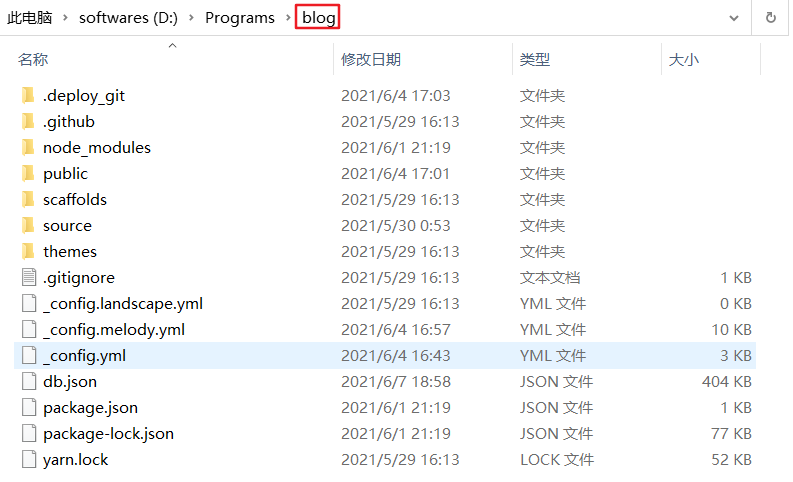 此电脑 › softwares (D:) › Programs › blog
名称 修改日期 类型 大小
.deploy_git 2021/6/4 17:03 文件夹
.github 2021/5/29 16:13 文件夹
node_modules 2021/6/1 21:19 文件夹
public 2021/6/4 17:01 文件夹
scaffolds 2021/5/29 16:13 文件夹
source 2021/5/30 0:53 文件夹
themes 2021/5/29 16:13 文件夹
.gitignore 2021/5/29 16:13 文本文档 1 KB
_config.landscape.yml 2021/5/29 16:13 YML 文件 0 KB
_config.melody.yml 2021/6/4 16:57 YML 文件 10 KB
_config.yml 2021/6/4 16:43 YML 文件 3 KB
db.json 2021/6/7 18:58 JSON 文件 404 KB
package.json 2021/6/1 21:19 JSON 文件 1 KB
package-lock.json 2021/6/1 21:19 JSON 文件 77 KB
yarn.lock 2021/5/29 16:13 LOCK 文件 52 KB